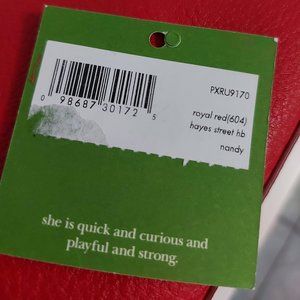 PXRU9170
0 98687 30172 5
royal red(604)
hayes street hb
nandy
she is quick and curious and
playful and strong.